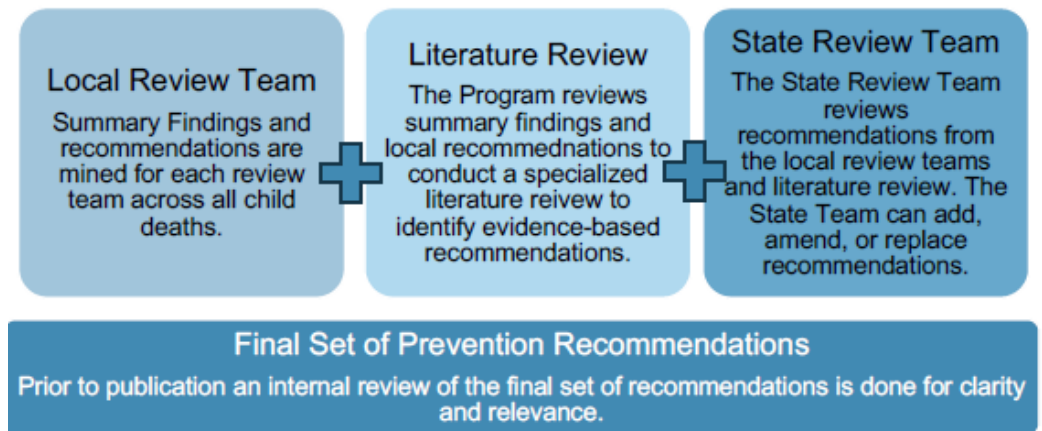 Local Review Team
Summary Findings and
recommendations are
mined for each review
team across all child
deaths.
Literature Review
The Program reviews
summary findings and
local recommednations to
conduct a specialized
literature reivew to
identify evidence-based
recommendations.
State Review Team
The State Review Team
reviews
recommendations from
the local review teams
and literature review. The
State Team can add,
amend, or replace
recommendations.
Final Set of Prevention Recommendations
Prior to publication an internal review of the final set of recommendations is done for clarity
and relevance.